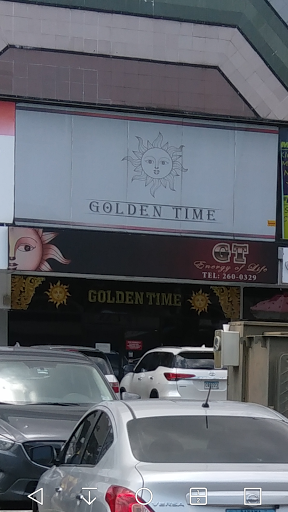 GOLDEN TIME
GT
Energy of Life
TEL: 260-0329
GOLDEN TIME